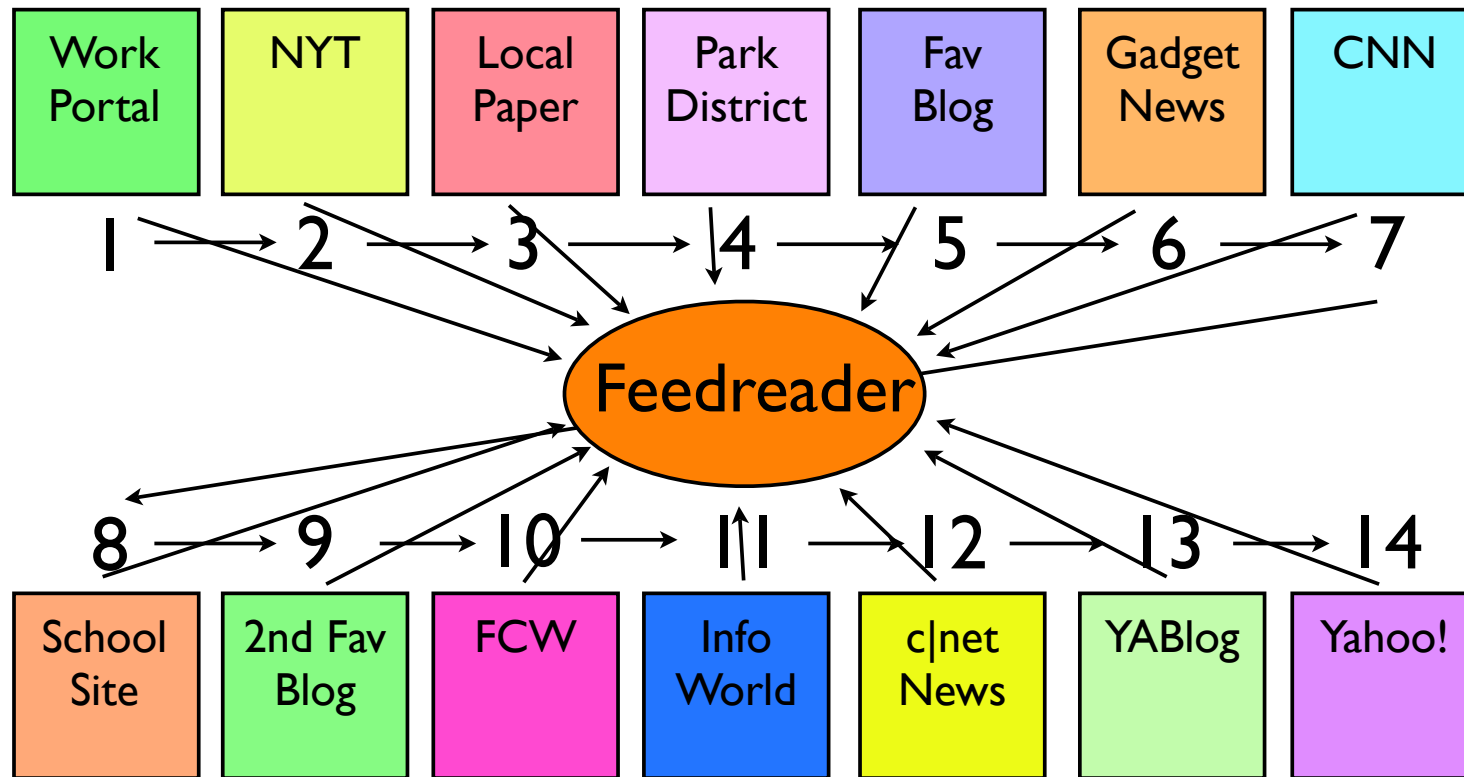 Work
Portal
NYT
Local
Paper
Park
District
Fav
Blog
Gadget
News
CNN
1
2
3
4
5
6
7
Feedreader
8
9
10
11
12
13
14
School
Site
2nd Fav
Blog
FCW
Info
World
c|net
News
YABlog
Yahoo!